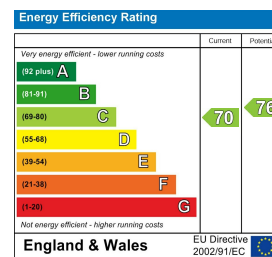 Energy Efficiency Rating
Current Potenti
Very energy efficient - lower running costs
(92 plus) A
(81-91) B
(69-80) C 70 76
(55-68) D
(39-54) E
(21-38) F
(1-20) G
Not energy efficient - higher running costs
England & Wales
EU Directive
2002/91/EC